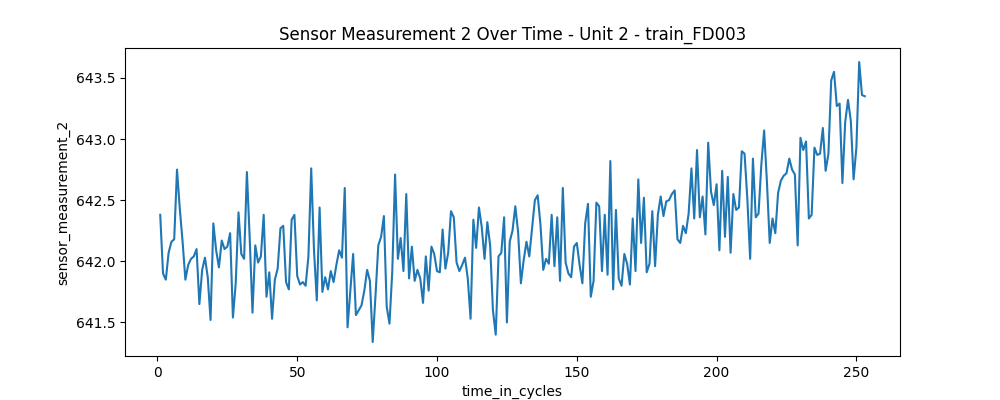 Sensor Measurement 2 Over Time - Unit 2 - train_FD003
sensor_measurement_2
643.5
643.0
642.5
642.0
641.5
0 50 100 150 200 250
time_in_cycles